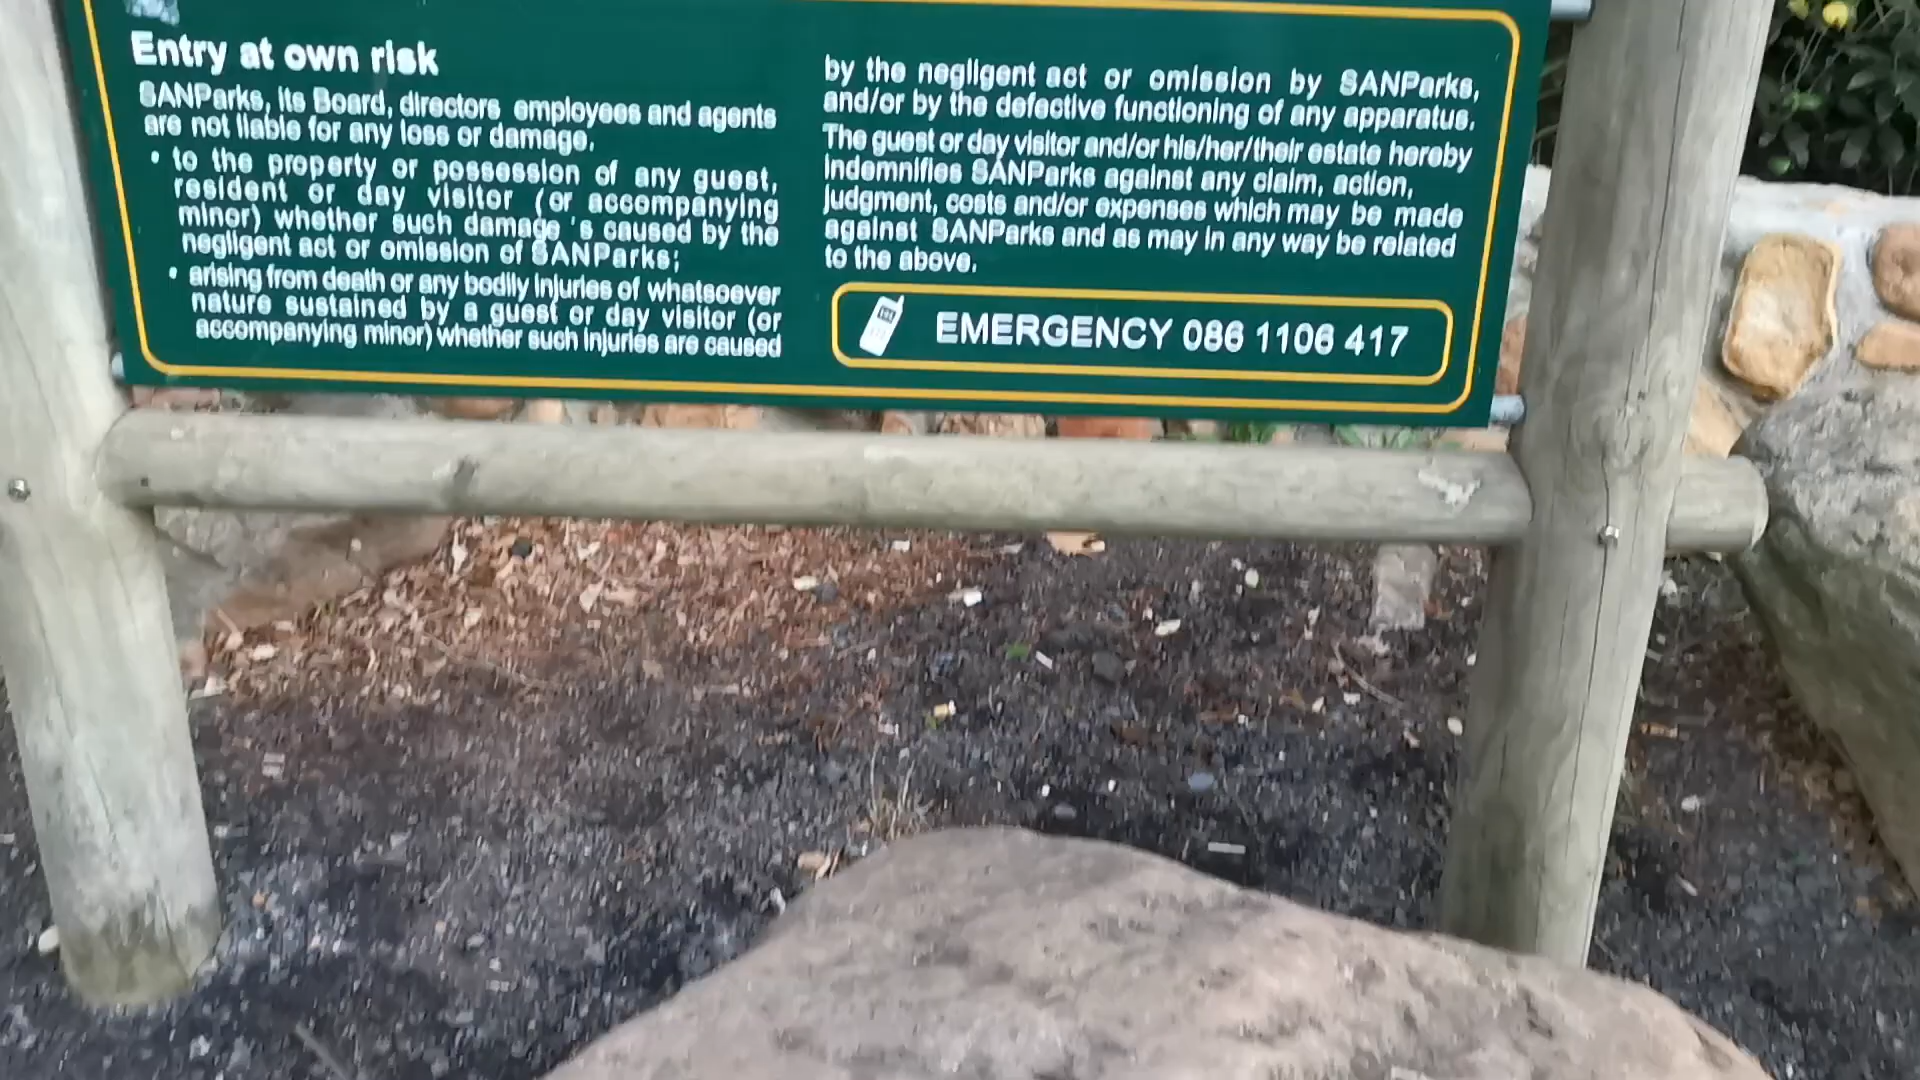 Entry at own risk
SANParks, its Board, directors employees and agents
are not liable for any loss or damage.
• to the property or possession of any guest,
resident or day visitor (or accompanying
minor) whether such damage 's caused by the
negligent act or omission of SANParks;
• arising from death or any bodily injuries of whatsoever
nature sustained by a guest or day visitor (or
accompanying minor) whether such injuries are caused
by the negligent act or omission by SANParks,
and/or by the defective functioning of any apparatus.
The guest or day visitor and/or his/her/their estate hereby
indemnifies SANParks against any claim, action,
judgment, costs and/or expenses which may be made
against SANParks and as may in any way be related
to the above.
EMERGENCY 086 1106 417